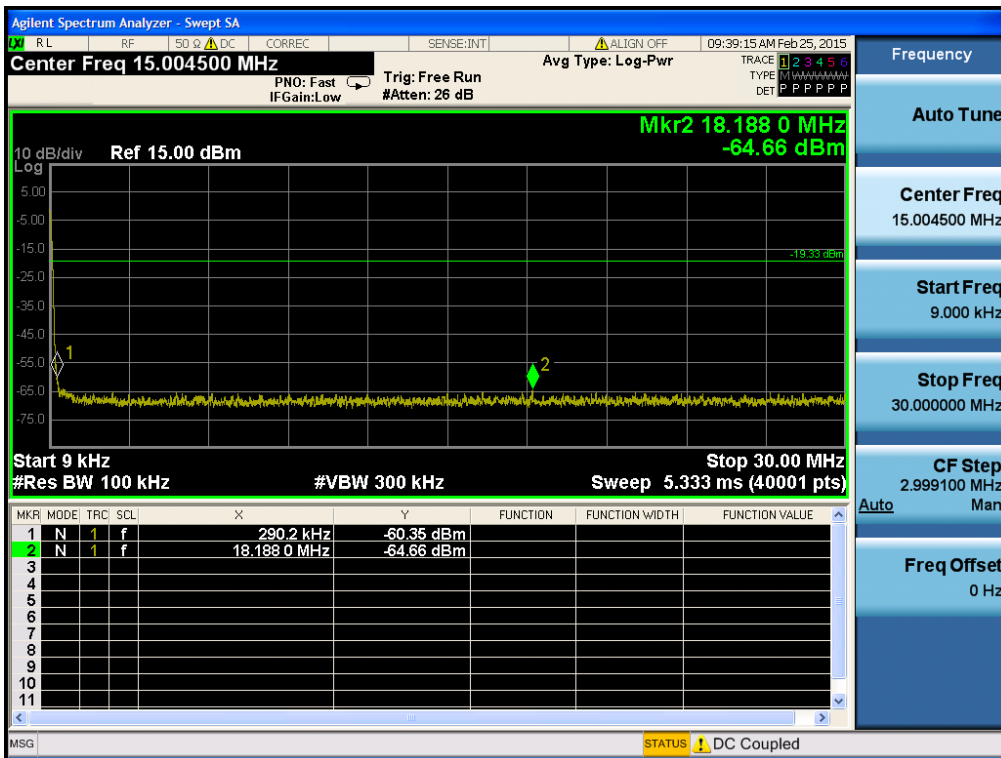 Agilent Spectrum Analyzer - Swept SA
LXI RL RF 50 Ω DC CORREC SENSE:INT ALIGN OFF 09:39:15 AM Feb 25, 2015
Center Freq 15.004500 MHz
PNO: Fast
IFGain:Low
Trig: Free Run
#Atten: 26 dB
Avg Type: Log-Pwr
TRACE 1 2 3 4 5 6
TYPE MWWWWW
DET P P P P P P
Mkr2 18.188 0 MHz
-64.66 dBm
10 dB/div Ref 15.00 dBm
Log
5.00
-5.00
-15.0
-19.33 dBm
-25.0
-35.0
-45.0
1
-55.0
2
-65.0
-75.0
Start 9 kHz Stop 30.00 MHz
#Res BW 100 kHz #VBW 300 kHz Sweep 5.333 ms (40001 pts)
MKR MODE TRC SCL X Y FUNCTION FUNCTION WIDTH FUNCTION VALUE
1 N 1 f 290.2 kHz -60.35 dBm
2 N 1 f 18.188 0 MHz -64.66 dBm
3
4
5
6
7
8
9
10
11
MSG STATUS DC Coupled
Frequency
Auto Tune
Center Freq
15.004500 MHz
Start Freq
9.000 kHz
Stop Freq
30.000000 MHz
CF Step
2.999100 MHz
Auto Man
Freq Offset
0 Hz